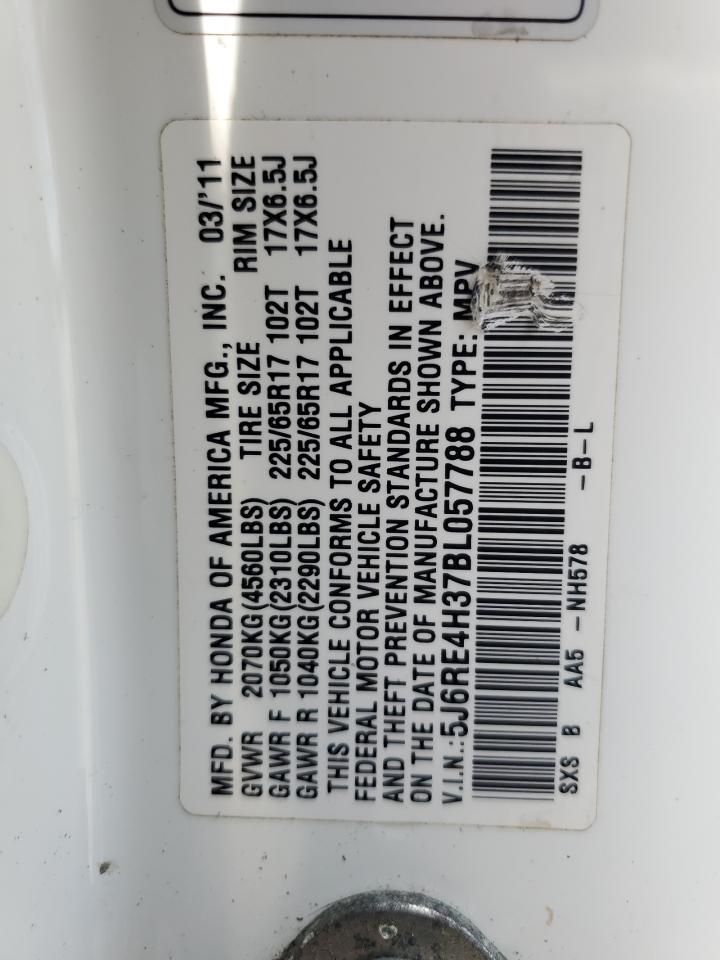 MFD. BY HONDA OF AMERICA MFG., INC. 03/'11
GVWR 2070KG(4560LBS) TIRE SIZE RIM SIZE
GAWR F 1050KG(2310LBS) 225/65R17 102T 17X6.5J
GAWR R 1040KG(2290LBS) 225/65R17 102T 17X6.5J
THIS VEHICLE CONFORMS TO ALL APPLICABLE
FEDERAL MOTOR VEHICLE SAFETY
AND THEFT PREVENTION STANDARDS IN EFFECT
ON THE DATE OF MANUFACTURE SHOWN ABOVE.
V.I.N.:5J6RE4H37BL057788 TYPE: MPV
SXS B AA5 -NH578 -B-L